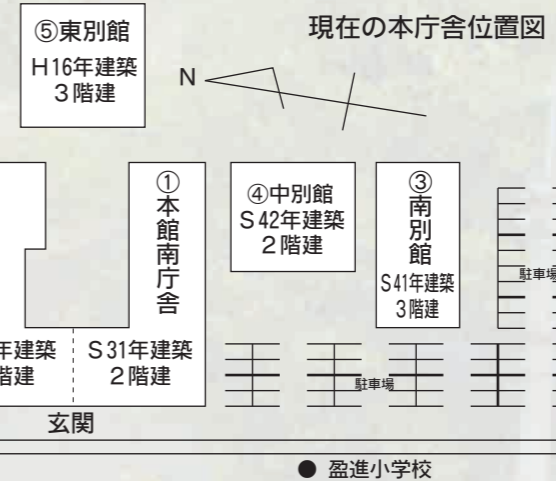 現在の本庁舎位置図
⑤東別館
H16年建築
3階建
N
①本館南庁舎
S31年建築
2階建
④中別館
S42年建築
2階建
③南別館
S41年建築
3階建
駐車場
年建築
階建
駐車場
玄関
● 盈進小学校